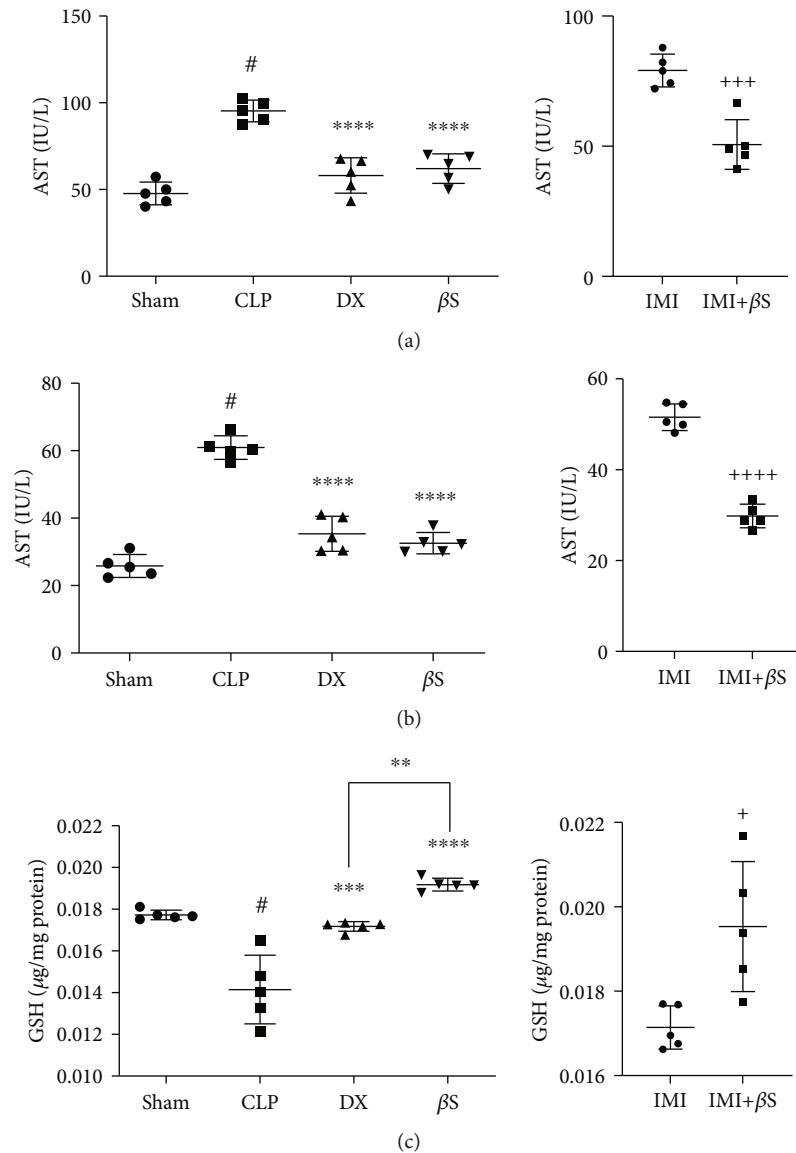 150
100
50
0
AST (IU/L)
#
****
****
Sham CLP DX βS
100
50
0
AST (IU/L)
+++
IMI IMI+βS
(a)
80
60
40
20
0
AST (IU/L)
#
****
****
Sham CLP DX βS
60
40
20
0
AST (IU/L)
++++
IMI IMI+βS
(b)
0.022
0.020
0.018
0.016
0.014
0.012
0.010
GSH (μg/mg protein)
**
#
***
****
Sham CLP DX βS
0.022
0.020
0.018
0.016
GSH (μg/mg protein)
+
IMI IMI+βS
(c)